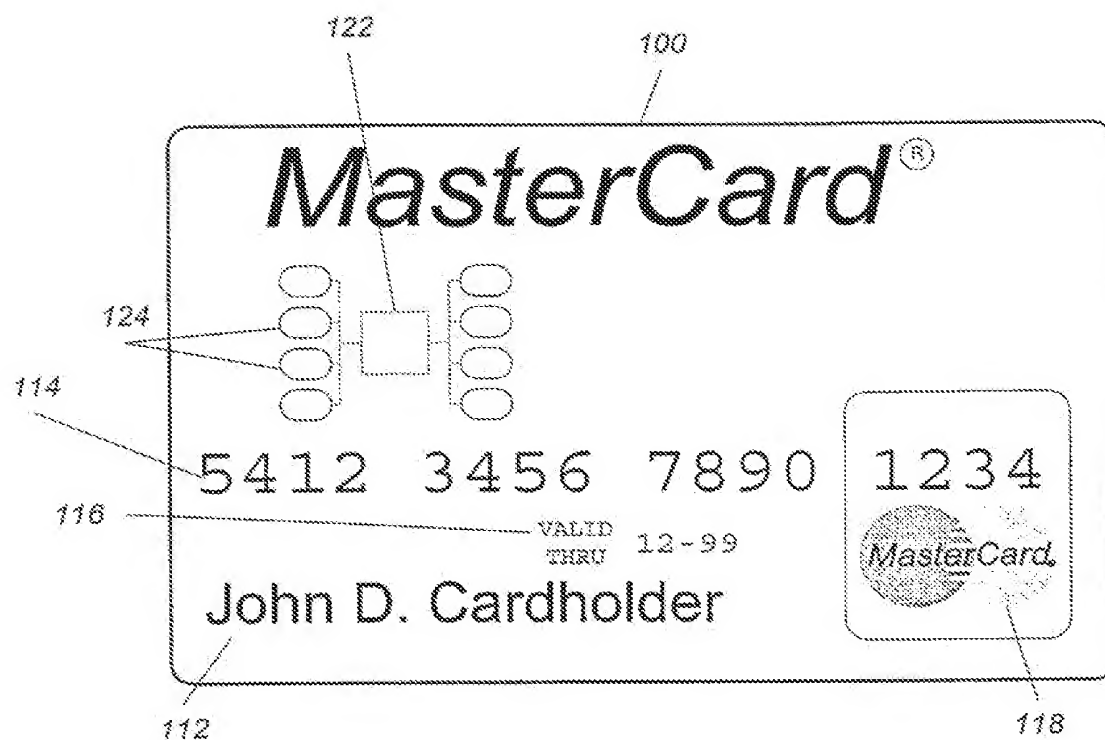 122
100
MasterCard®
124
114
5412 3456 7890 1234
116
VALID THRU 12-99
MasterCard.
John D. Cardholder
112
118